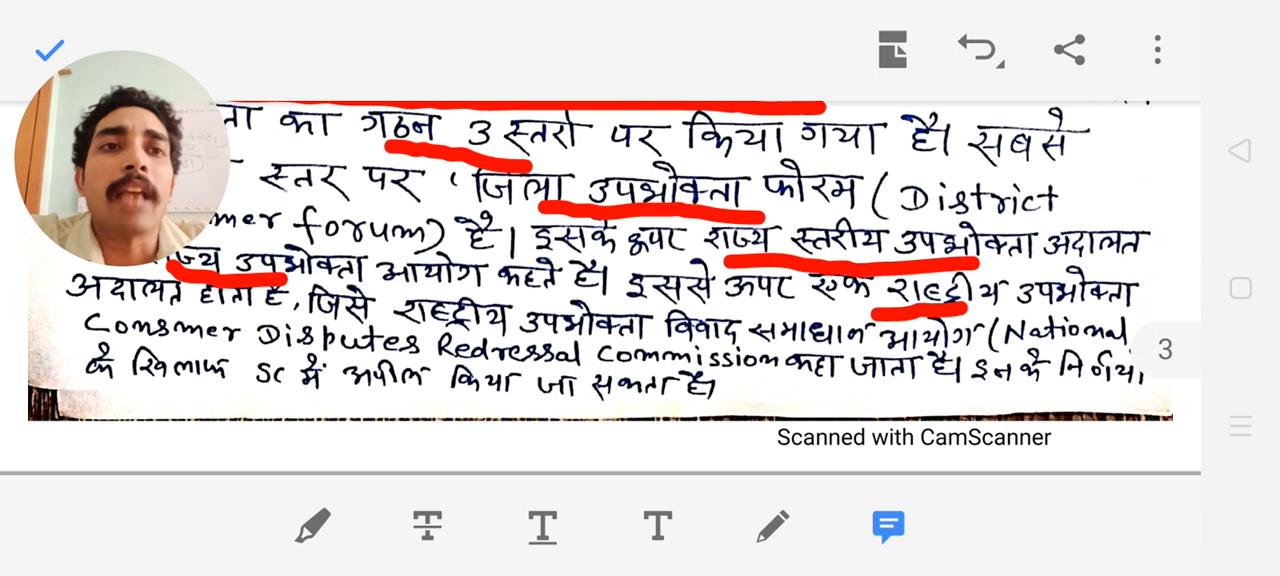 का गठन 3 स्तरो पर किया गया है। सबसे
स्तर पर 'जिला उपभोक्ता फोरम (District
mer forum) है। इसके ऊपर राज्य स्तरीय उपभोक्ता अदालत
ज्य उपभोक्ता आयोग कहते है। इससे ऊपर एक राष्ट्रीय उपभोक्ता
अदालत होता है, जिसे राष्ट्रीय उपभोक्ता विवाद समाधान आयोग (National
Consmer Disputes Redressal Commission कहा जाता है। इनके निर्णयो
के खिलाफ SC में अपील किया जा सकता है।
3
Scanned with CamScanner